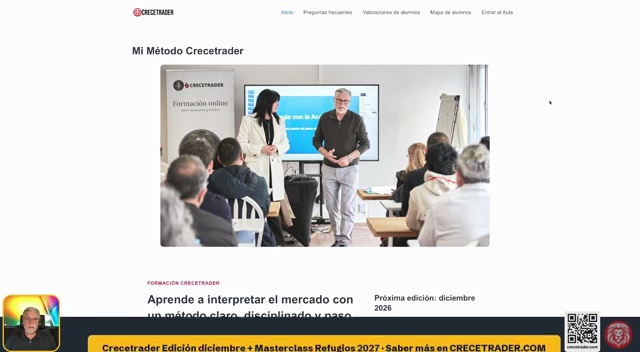 CRECETRADER
Inicio
Preguntas frecuentes
Valoraciones de alumnos
Mapa de alumnos
Entrar al Aula
Mi Método Crecetrader
CRECETRADER
Formación online
FORMACIÓN CRECETRADER
Aprende a interpretar el mercado con
un método claro, disciplinado y paso
Próxima edición: diciembre
2026
crecetrader.com
Crecetrader Edición diciembre + Masterclass Refugios 2027 · Saber más en CRECETRADER.COM